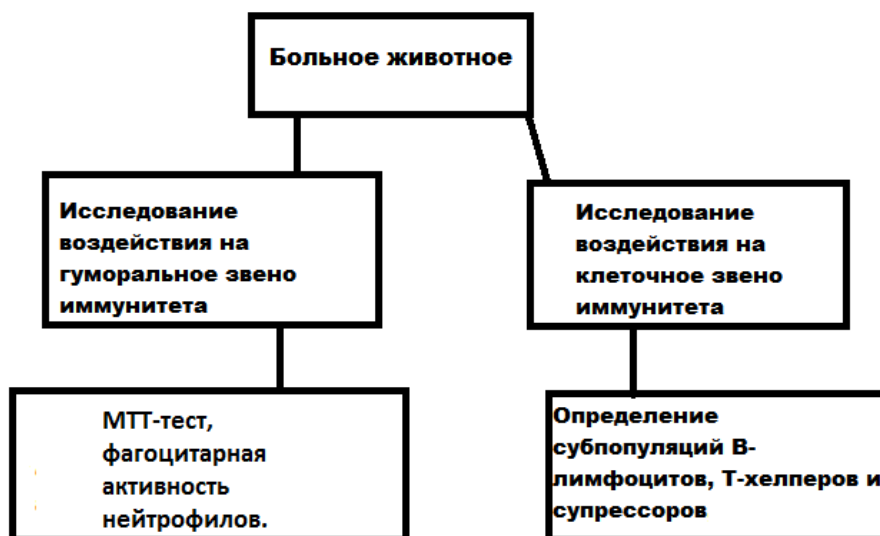 Больное животное
Исследование
воздействия на
гуморальное звено
иммунитета
Исследование
воздействия на
клеточное звено
иммунитета
МТТ-тест,
фагоцитарная
активность
нейтрофилов.
Определение
субпопуляций В-
лимфоцитов, Т-хелперов и
супрессоров